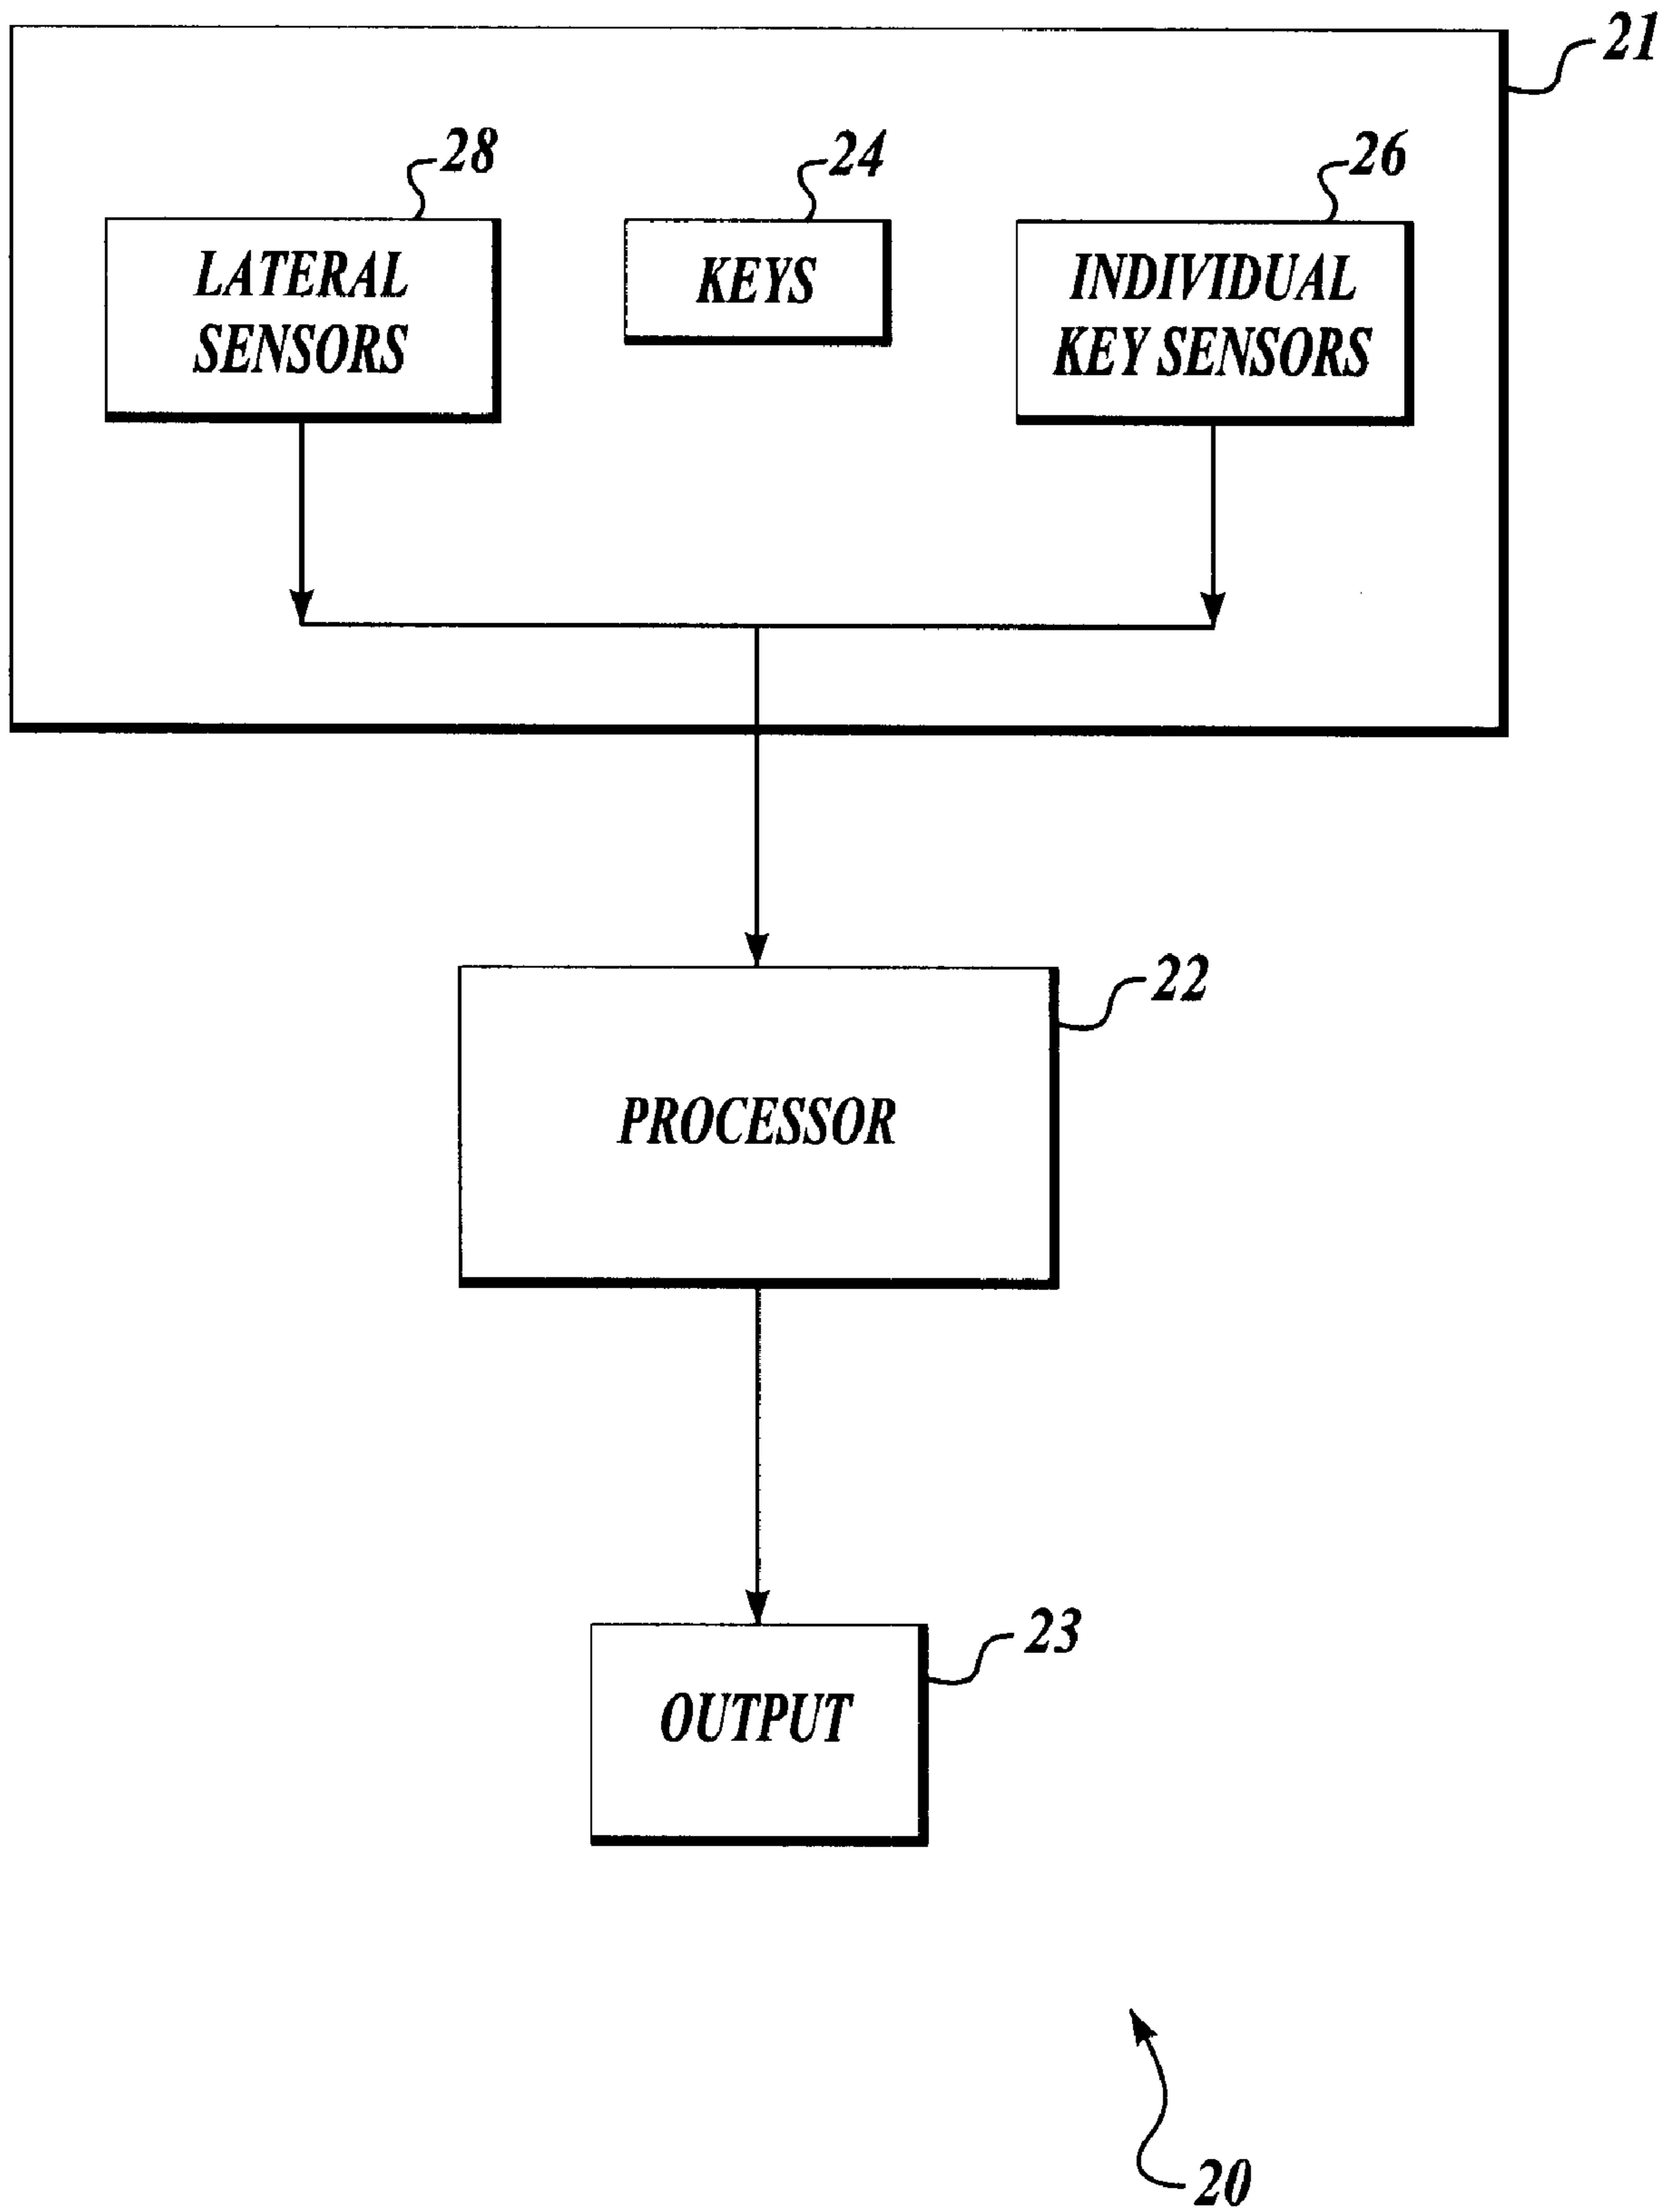 21
28
24
26
LATERAL
SENSORS
KEYS
INDIVIDUAL
KEY SENSORS
22
PROCESSOR
23
OUTPUT
20